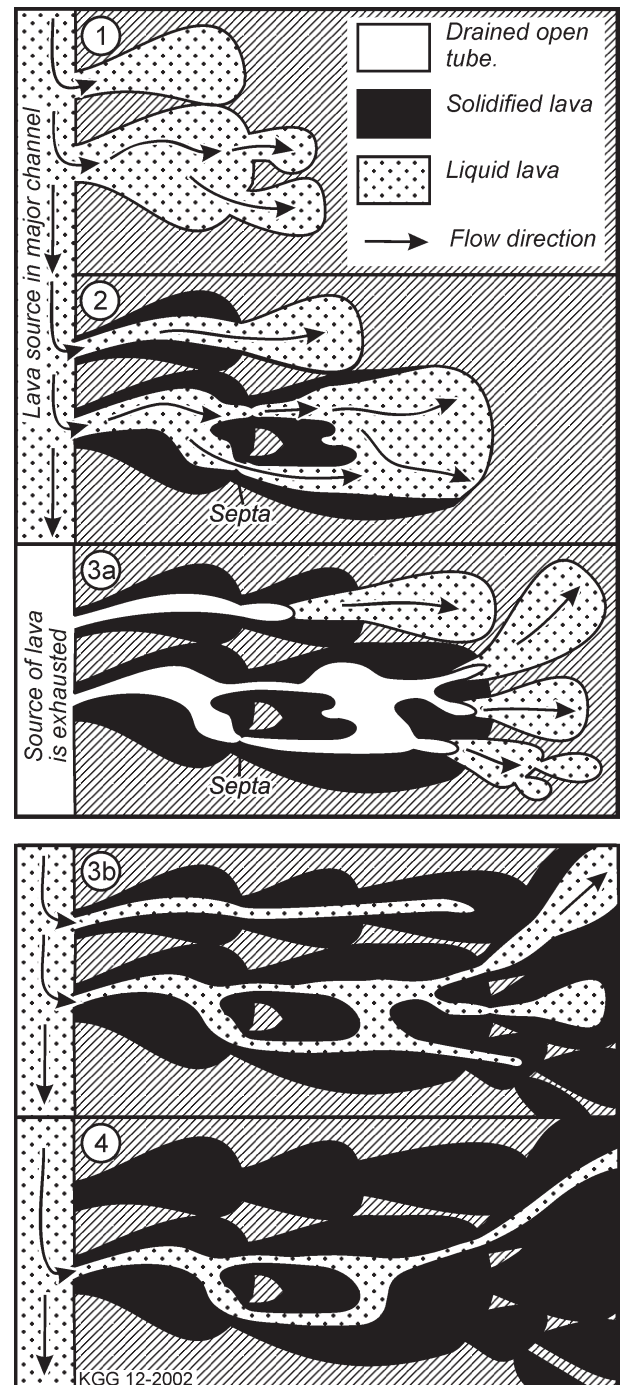 1
Drained open
tube.
Solidified lava
Liquid lava
Flow direction
Lava source in major channel
2
Septa
3a
Source of lava
is exhausted
Septa
3b
4
KGG 12-2002